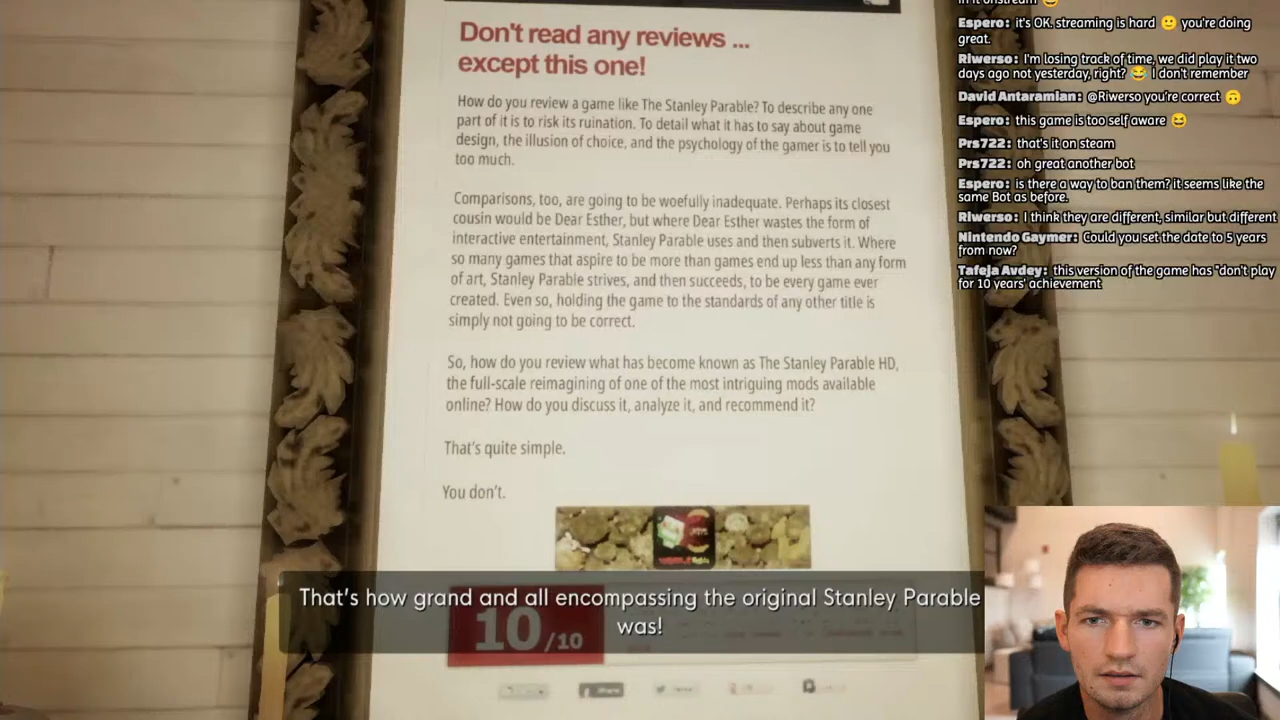 Don't read any reviews ...
except this one!
How do you review a game like The Stanley Parable? To describe any one
part of it is to risk its ruination. To detail what it has to say about game
design, the illusion of choice, and the psychology of the gamer is to tell you
too much.
Comparisons, too, are going to be woefully inadequate. Perhaps its closest
cousin would be Dear Esther, but where Dear Esther wastes the form of
interactive entertainment, Stanley Parable uses and then subverts it. Where
so many games that aspire to be more than games end up less than any form
of art, Stanley Parable strives, and then succeeds, to be every game ever
created. Even so, holding the game to the standards of any other title is
simply not going to be correct.
So, how do you review what has become known as The Stanley Parable HD,
the full-scale reimagining of one of the most intriguing mods available
online? How do you discuss it, analyze it, and recommend it?
That's quite simple.
You don't.
That's how grand and all encompassing the original Stanley Parable
was!
10/10
Espero: it's OK. streaming is hard 🙂 you're doing
great.
Riwerso: I'm losing track of time, we did play it two
days ago not yesterday, right? 😂 I don't remember
David Antaramian: @Riwerso you're correct 🙃
Espero: this game is too self aware 😆
Prs722: that's it on steam
Prs722: oh great another bot
Espero: is there a way to ban them? it seems like the
same Bot as before.
Riwerso: I think they are different, similar but different
Nintendo Gaymer: Could you set the date to 5 years
from now?
Tafeja Avdey: this version of the game has "don't play
for 10 years' achievement